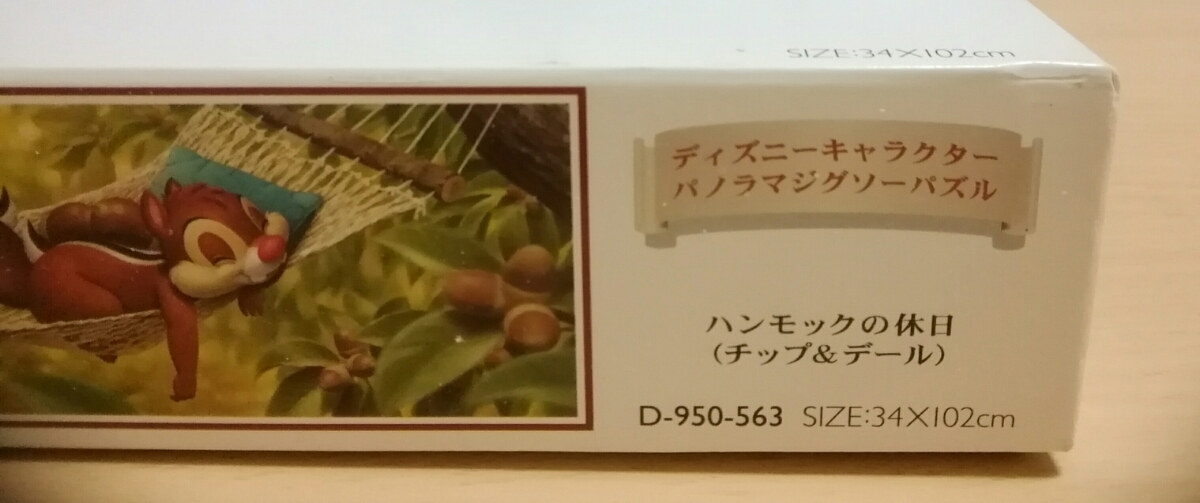 SIZE:34×102cm
ディズニーキャラクター
パノラマジグソーパズル
ハンモックの休日
(チップ&デール)
D-950-563 SIZE:34×102cm